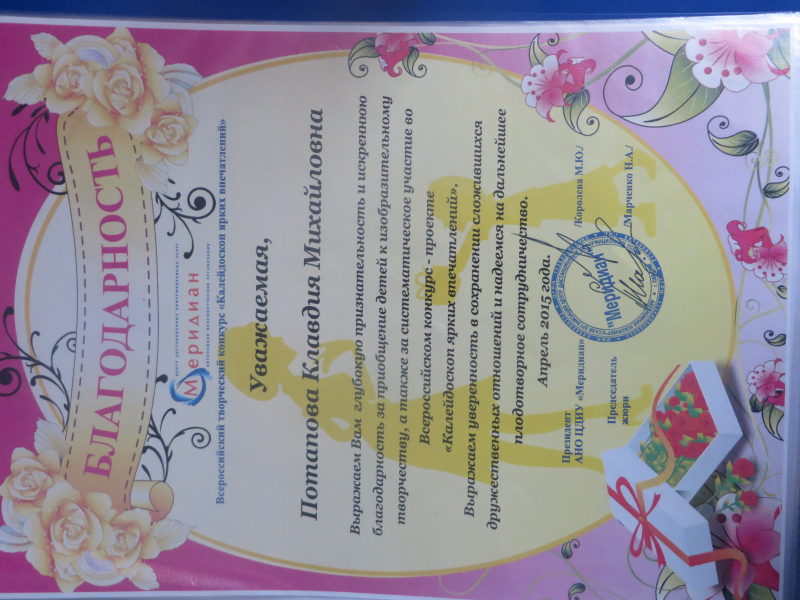 БЛАГОДАРНОСТЬ
Меридиан
Всероссийский творческий конкурс «Калейдоскоп ярких впечатлений»
Уважаемая,
Потапова Клавдия Михайловна
Выражаем Вам глубокую признательность и искреннюю
благодарность за приобщение детей к изобразительному
творчеству, а также за систематическое участие во
Всероссийском конкурс - проекте
«Калейдоскоп ярких впечатлений».
Выражаем уверенность в сохранении сложившихся
дружественных отношений и надеемся на дальнейшее
плодотворное сотрудничество.
Апрель 2015 года.
Президент
АНО ЦДИУ «Меридиан» /Королева М.Ю./
Председатель
жюри /Марченко Н.А./
"Меридиан"